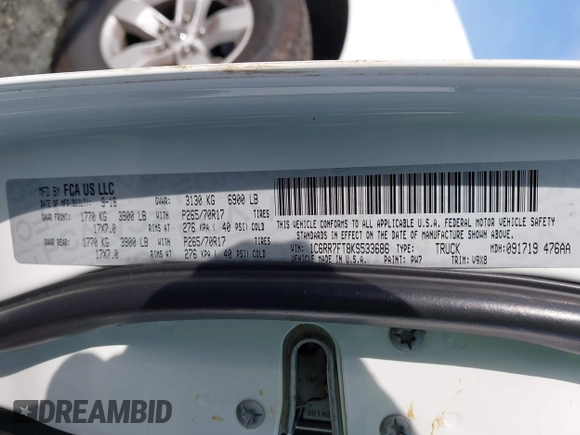 MFD BY FCA US LLC
DATE OF MFR 9-18 GVWR: 3130 KG 6900 LB
GAWR FRONT: 1770 KG 3900 LB WITH P265/70R17 TIRES
17X7.0 RIMS AT 276 KPA( 40 PSI) COLD
GAWR REAR: 1770 KG 3900 LB WITH P265/70R17 TIRES
17X7.0 RIMS AT 276 KPA( 40 PSI) COLD
THIS VEHICLE CONFORMS TO ALL APPLICABLE U.S.A. FEDERAL MOTOR VEHICLE
SAFETY, BUMPER, AND THEFT PREVENTION STANDARDS IN
EFFECT ON THE DATE OF MANUFACTURE SHOWN ABOVE.
VIN: 1C6RR7FT8KS533686 TRUCK MDH: 091719 476AA
VEHICLE MADE IN U.S.A. PAINT: PW7 TRIM: V9X8
DREAMBID